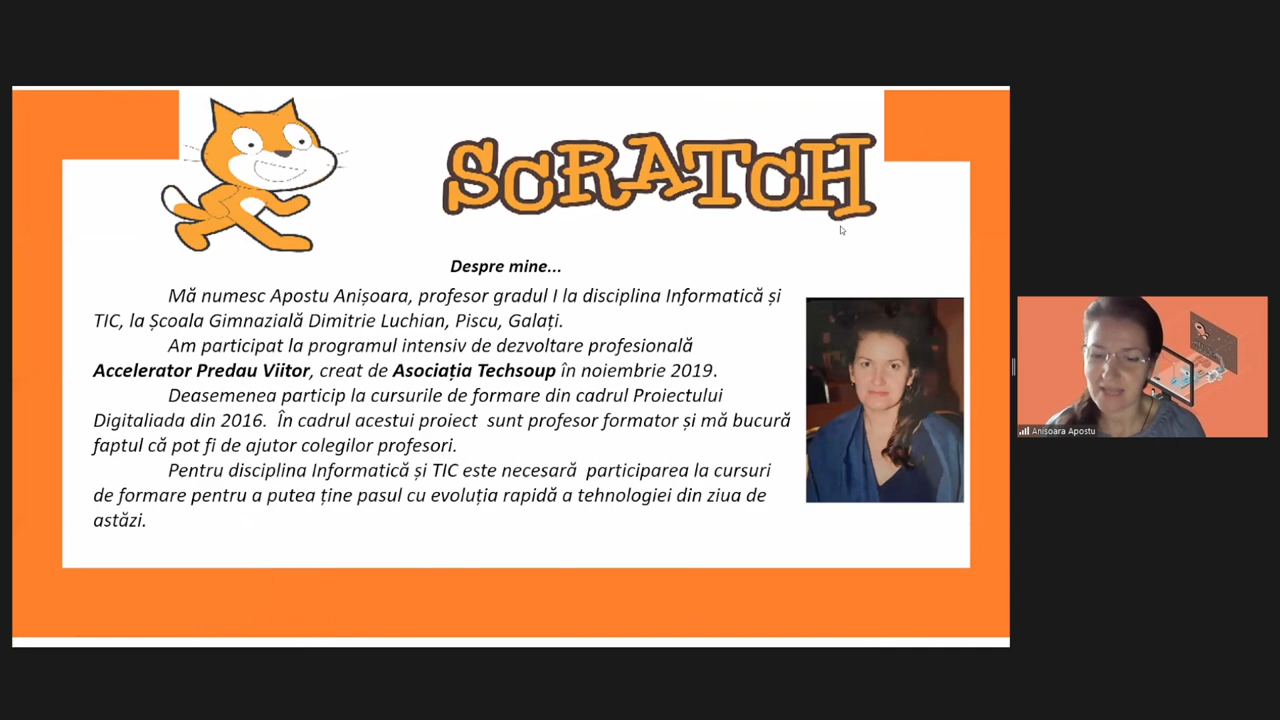 SCRATCH
Despre mine...
Mă numesc Apostu Anișoara, profesor gradul I la disciplina Informatică și
TIC, la Școala Gimnazială Dimitrie Luchian, Piscu, Galați.
Am participat la programul intensiv de dezvoltare profesională
Accelerator Predau Viitor, creat de Asociația Techsoup în noiembrie 2019.
Deasemenea particip la cursurile de formare din cadrul Proiectului
Digitaliada din 2016. În cadrul acestui proiect sunt profesor formator și mă bucură
faptul că pot fi de ajutor colegilor profesori.
Pentru disciplina Informatică și TIC este necesară participarea la cursuri
de formare pentru a putea ține pasul cu evoluția rapidă a tehnologiei din ziua de
astăzi.
Anisoara Apostu